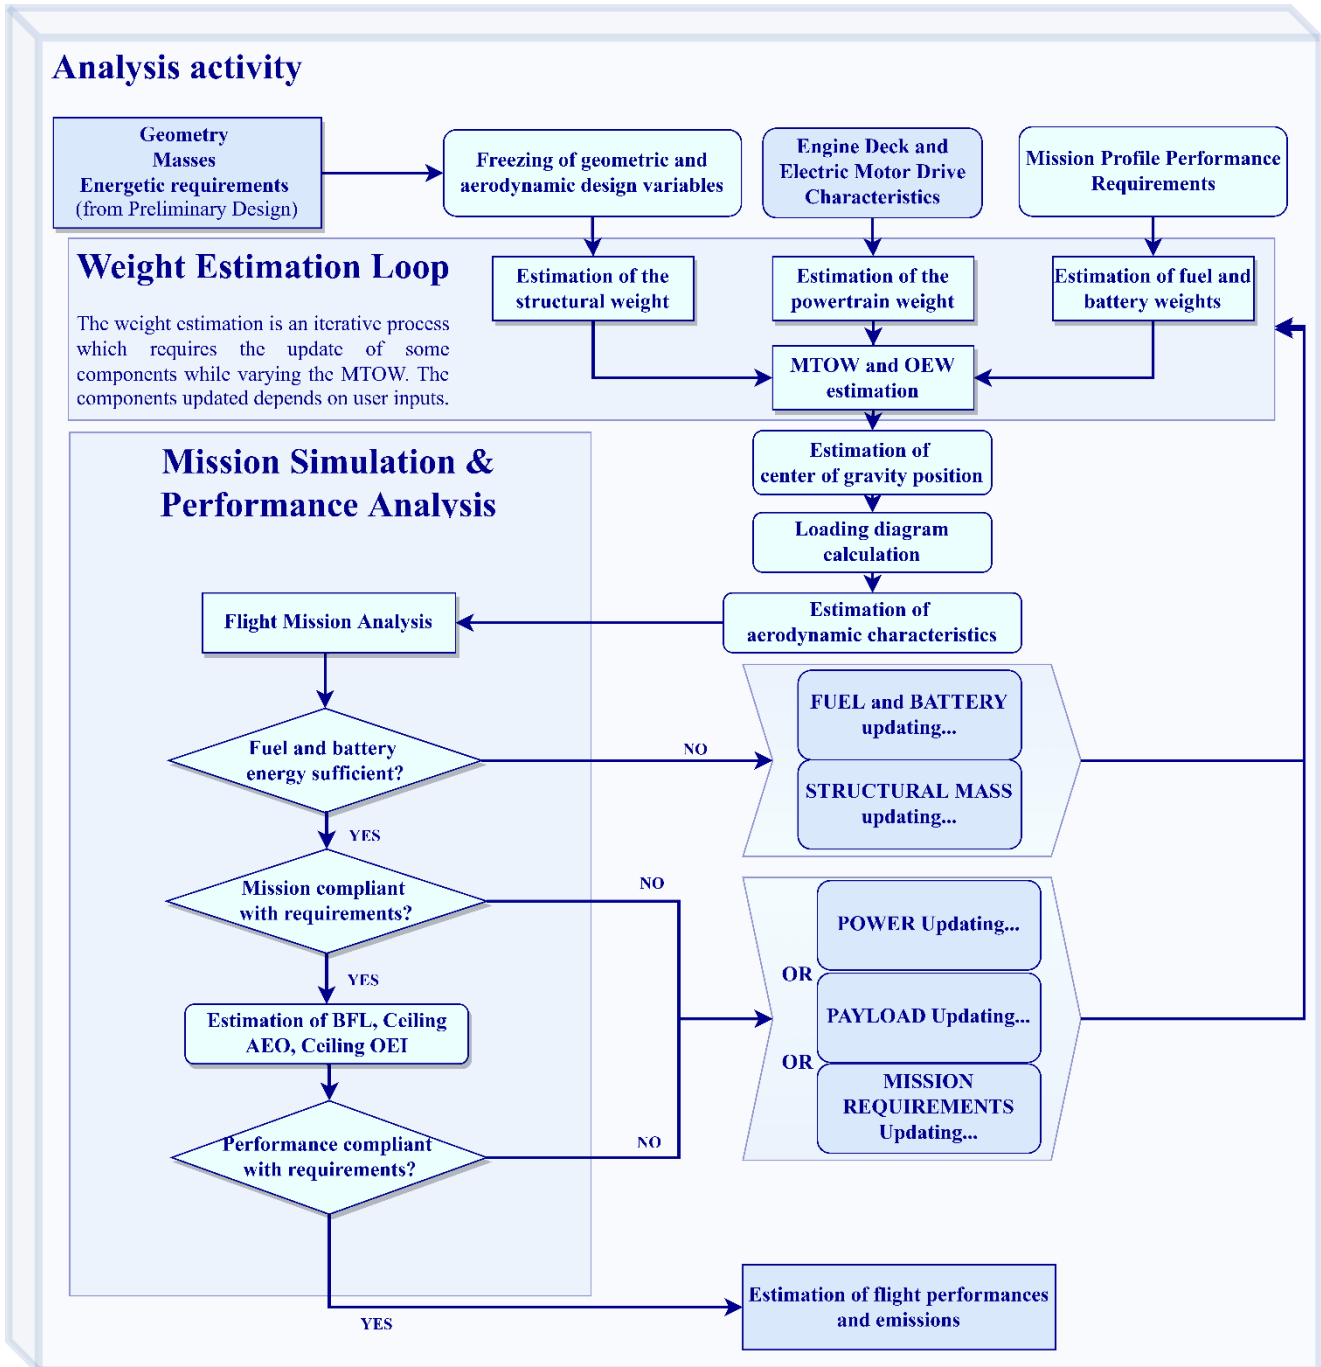 Analysis activity
Geometry
Masses
Energetic requirements
(from Preliminary Design)
Freezing of geometric and
aerodynamic design variables
Engine Deck and
Electric Motor Drive
Characteristics
Mission Profile Performance
Requirements
Weight Estimation Loop
The weight estimation is an iterative process
which requires the update of some
components while varying the MTOW. The
components updated depends on user inputs.
Estimation of the
structural weight
Estimation of the
powertrain weight
Estimation of fuel and
battery weights
MTOW and OEW
estimation
Estimation of
center of gravity position
Loading diagram
calculation
Estimation of
aerodynamic characteristics
Mission Simulation &
Performance Analysis
Flight Mission Analysis
Fuel and battery
energy sufficient?
NO
FUEL and BATTERY
updating...
STRUCTURAL MASS
updating...
YES
Mission compliant
with requirements?
NO
YES
POWER Updating...
OR
PAYLOAD Updating...
OR
MISSION
REQUIREMENTS
Updating...
Estimation of BFL, Ceiling
AEO, Ceiling OEI
Performance compliant
with requirements?
NO
YES
Estimation of flight performances
and emissions